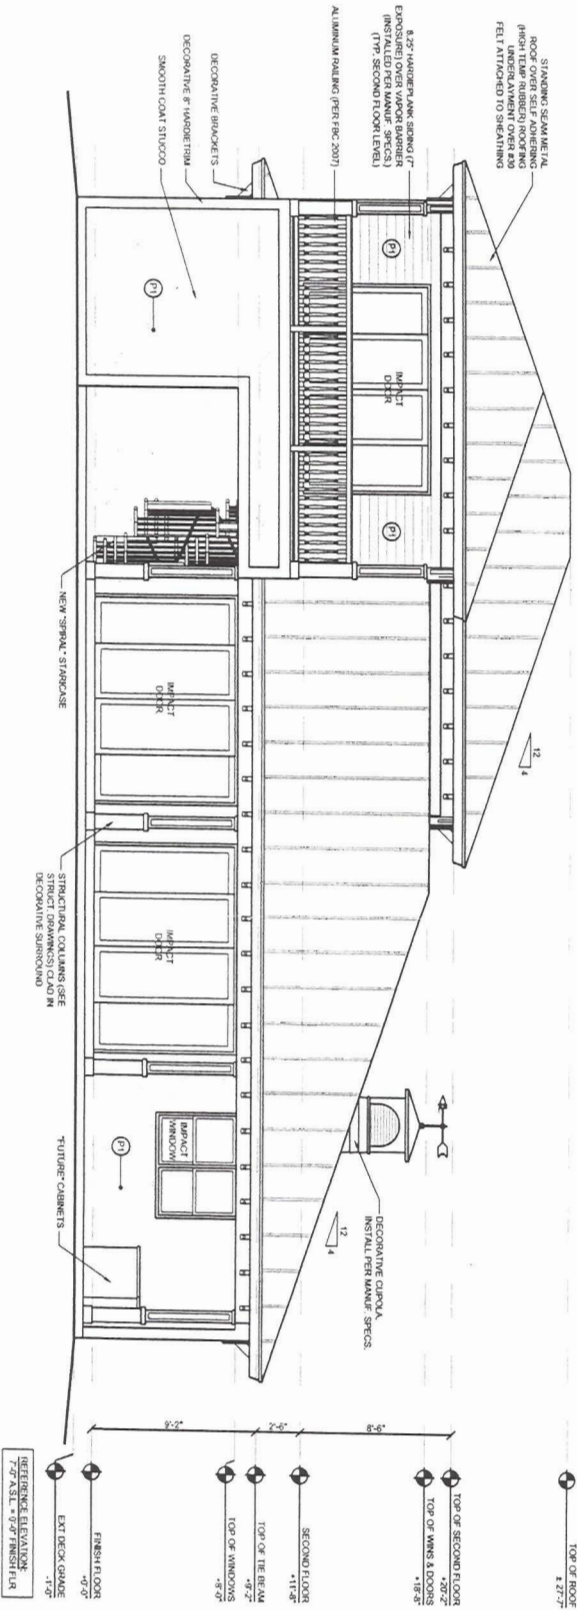 STANDING SEAM METAL
ROOF OVER SELF ADHERING
(HIGH TEMP RUBBER) ROOFING
UNDERLAYMENT OVER #30
FELT ATTACHED TO SHEATHING
8.25" HARDIEPLANK SIDING (7"
EXPOSURE) OVER VAPOR BARRIER
(INSTALLED PER MANUF. SPECS.)
(TYP. SECOND FLOOR LEVEL)
ALUMINUM RAILING (PER FBC 2007)
DECORATIVE BRACKETS
DECORATIVE 8" HARDIETRIM
SMOOTH COAT STUCCO
P1
IMPACT
DOOR
P1
P1
12
4
NEW "SPIRAL" STARICASE
IMPACT
DOOR
STRUCTURAL COLUMNS (SEE
STRUCT. DRAWINGS) CLAD IN
DECORATIVE SURROUND
IMPACT
DOOR
IMPACT
WINDOW
P1
"FUTURE" CABINETS
DECORATIVE CUPOLA.
INSTALL PER MANUF. SPECS.
12
4
8'-6"
2'-6"
9'-2"
TOP OF ROOF
± 27'-7"
TOP OF SECOND FLOOR
+20'-2"
TOP OF WINS & DOORS
+18'-8"
SECOND FLOOR
+11'-8"
TOP OF TIE BEAM
+9'-2"
TOP OF WINDOWS
+8'-0"
FINISH FLOOR
+0'-0"
EXT DECK GRADE
-1'-0"
REFERENCE ELEVATION:
7'-0" A.S.L. = 0'-0" FINISH FLR